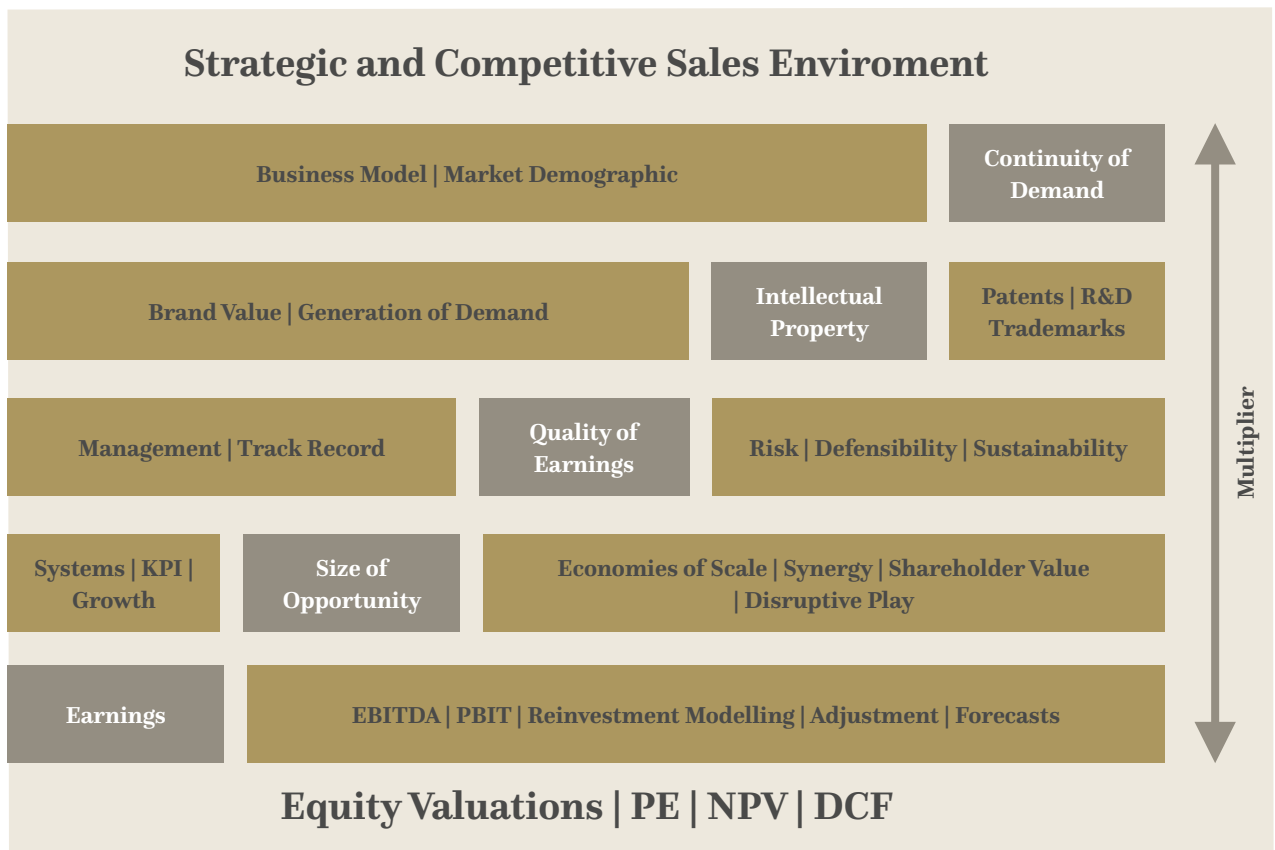 Strategic and Competitive Sales Enviroment
Business Model | Market Demographic
Continuity of
Demand
Brand Value | Generation of Demand
Intellectual
Property
Patents | R&D
Trademarks
Management | Track Record
Quality of
Earnings
Risk | Defensibility | Sustainability
Multiplier
Systems | KPI |
Growth
Size of
Opportunity
Economies of Scale | Synergy | Shareholder Value
| Disruptive Play
Earnings
EBITDA | PBIT | Reinvestment Modelling | Adjustment | Forecasts
Equity Valuations | PE | NPV | DCF